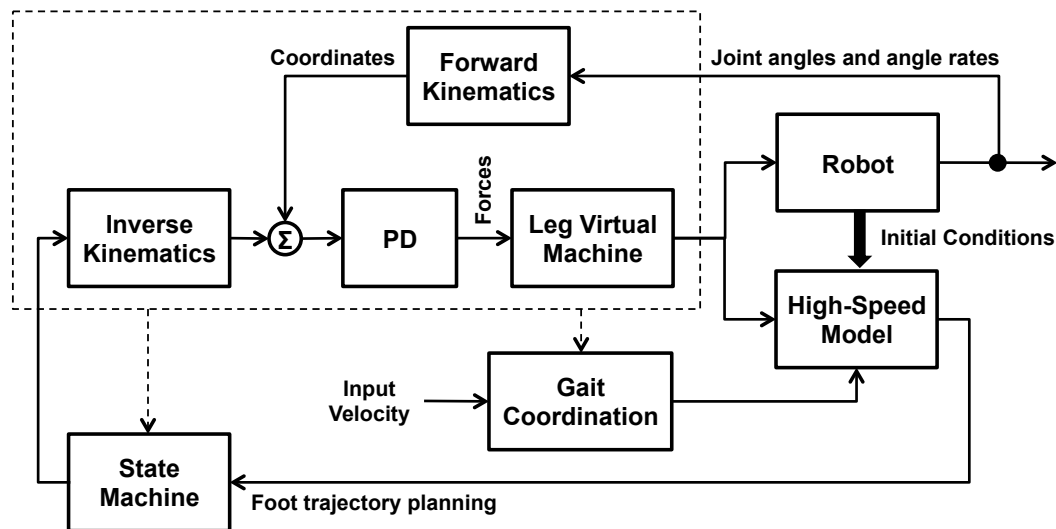 Coordinates
Forward
Kinematics
Joint angles and angle rates
Robot
Inverse
Kinematics
Σ
PD
Forces
Leg Virtual
Machine
Initial Conditions
High-Speed
Model
Input
Velocity
Gait
Coordination
State
Machine
Foot trajectory planning